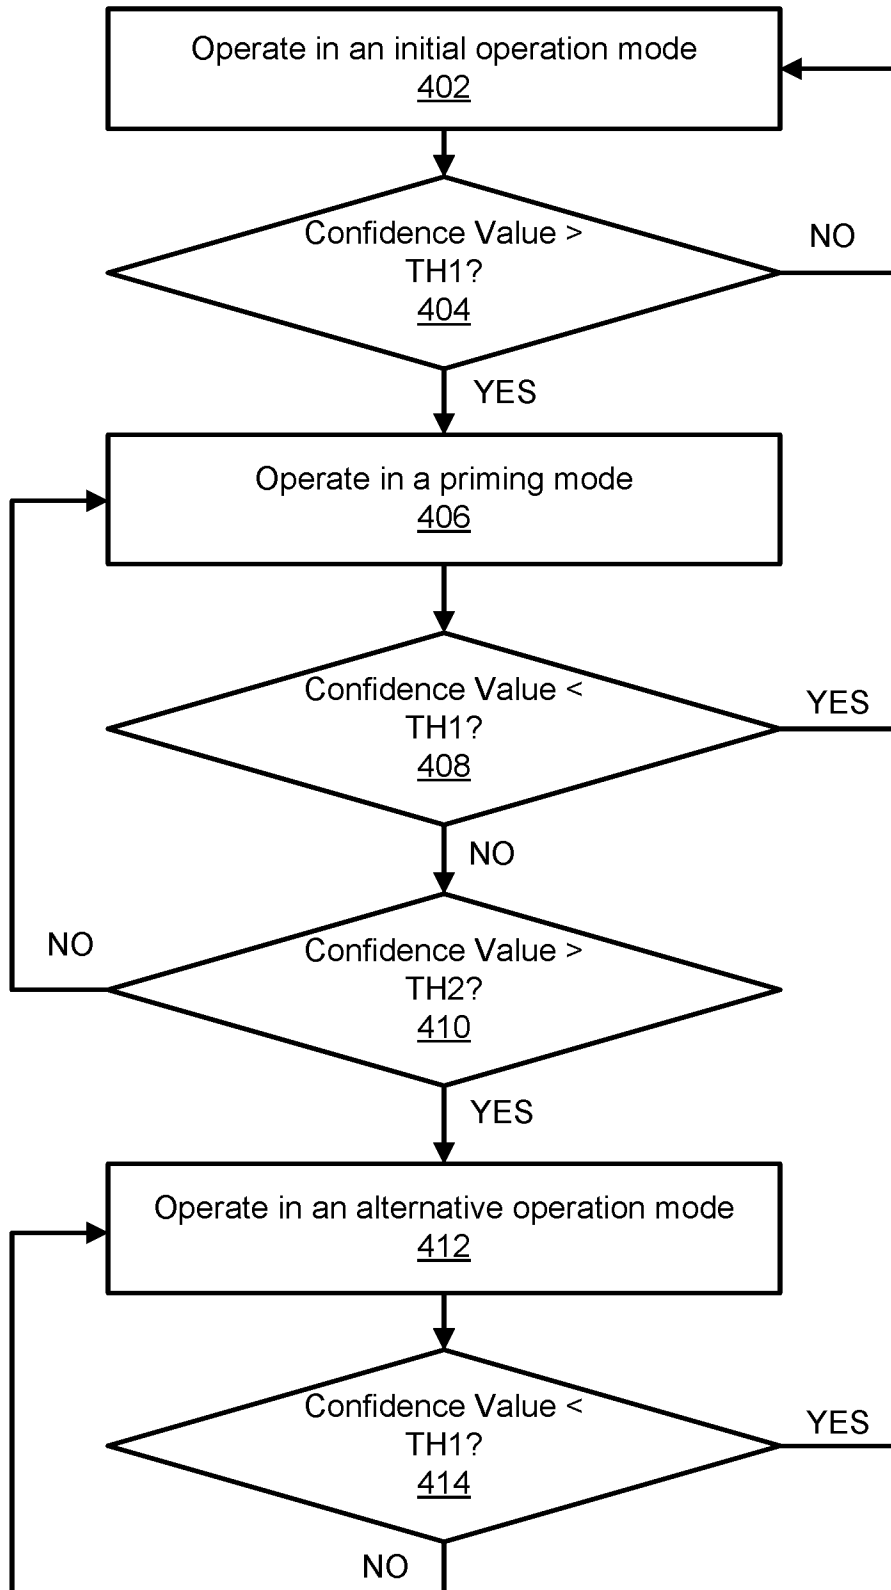 Operate in an initial operation mode
402
Confidence Value >
TH1?
404
NO
YES
Operate in a priming mode
406
Confidence Value <
TH1?
408
YES
NO
Confidence Value >
TH2?
410
NO
YES
Operate in an alternative operation mode
412
Confidence Value <
TH1?
414
YES
NO